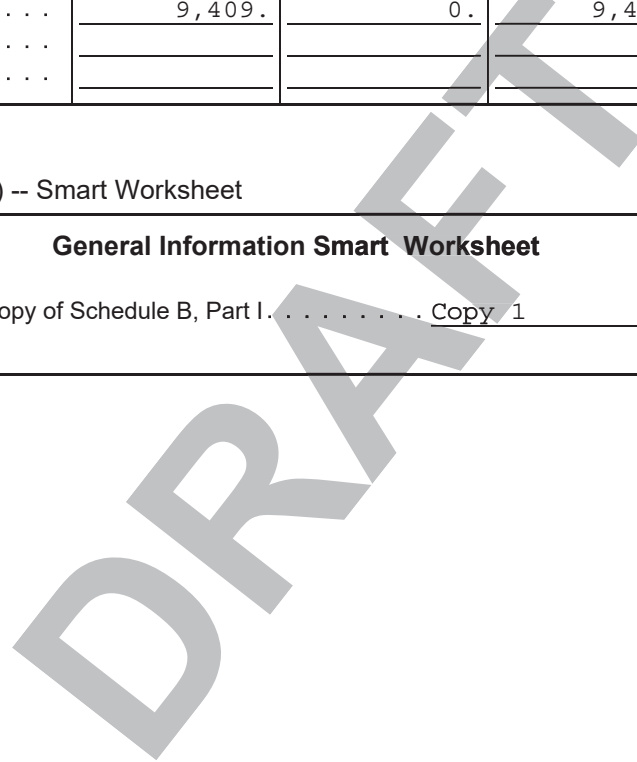 . . . 9,409. 0. 9,4
. . .
. . .
) -- Smart Worksheet
General Information Smart Worksheet
opy of Schedule B, Part I. . . . . . . . . Copy 1
DRAFT